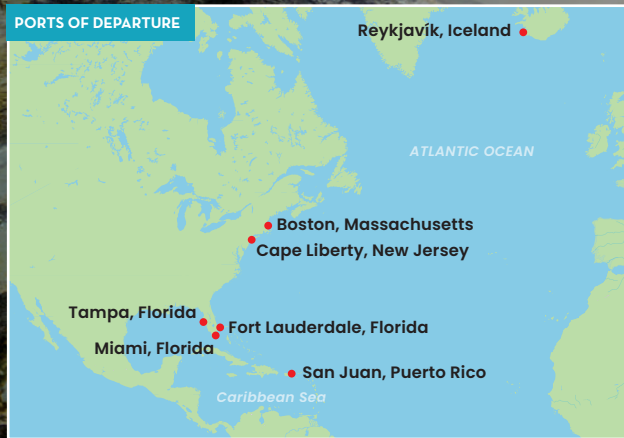 PORTS OF DEPARTURE
Reykjavík, Iceland
ATLANTIC OCEAN
Boston, Massachusetts
Cape Liberty, New Jersey
Tampa, Florida
Fort Lauderdale, Florida
Miami, Florida
San Juan, Puerto Rico
Caribbean Sea